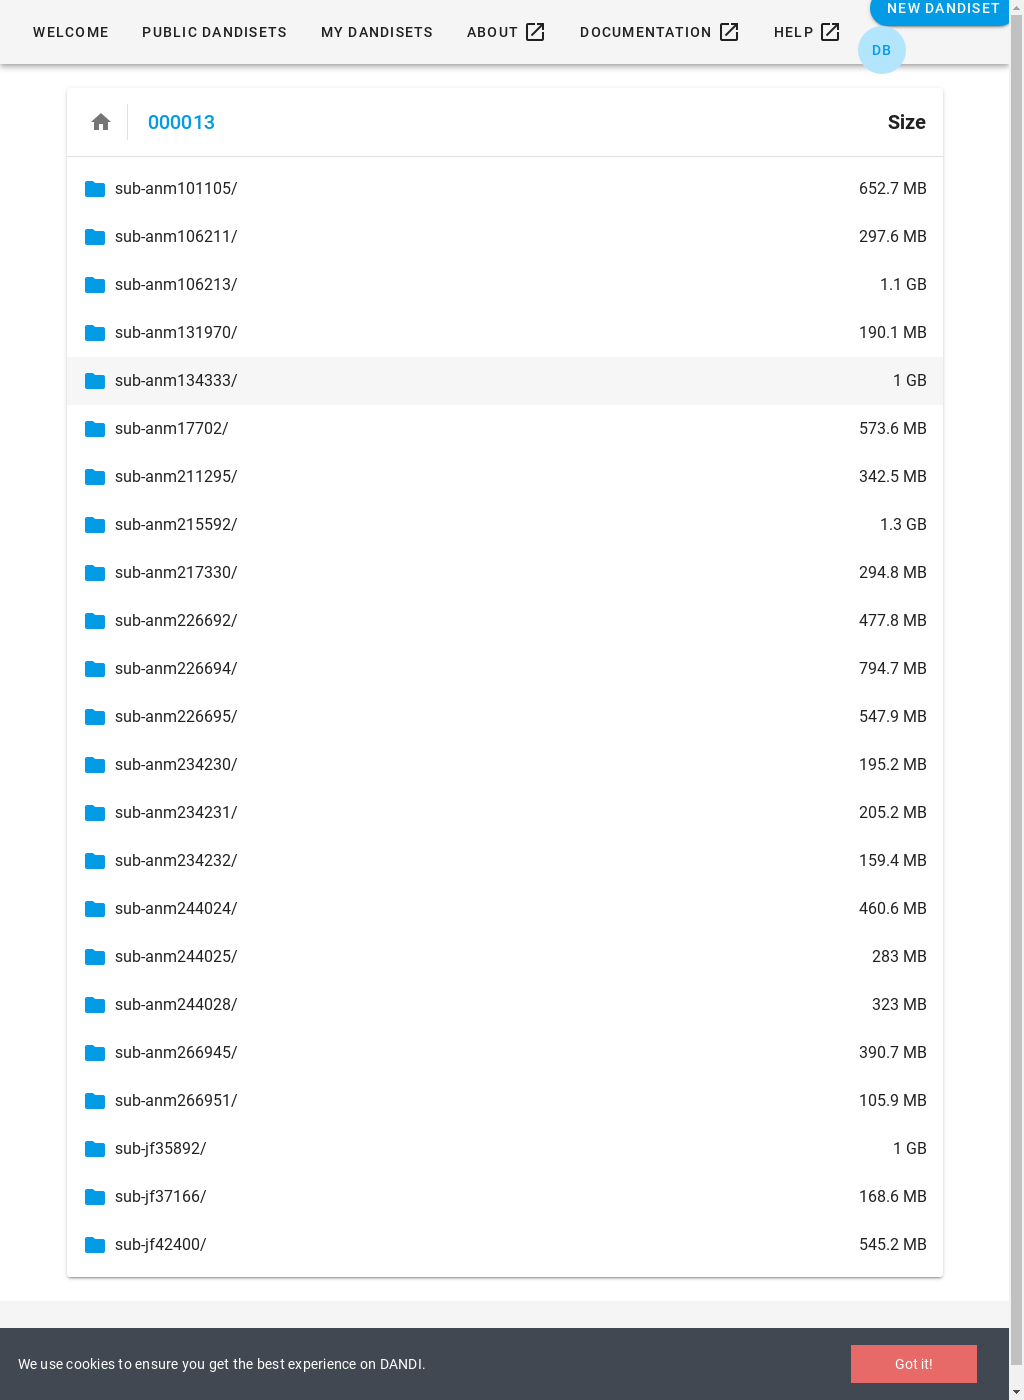 NEW DANDISET
WELCOME PUBLIC DANDISETS MY DANDISETS ABOUT DOCUMENTATION HELP
DB
000013 Size
sub-anm101105/ 652.7 MB
sub-anm106211/ 297.6 MB
sub-anm106213/ 1.1 GB
sub-anm131970/ 190.1 MB
sub-anm134333/ 1 GB
sub-anm17702/ 573.6 MB
sub-anm211295/ 342.5 MB
sub-anm215592/ 1.3 GB
sub-anm217330/ 294.8 MB
sub-anm226692/ 477.8 MB
sub-anm226694/ 794.7 MB
sub-anm226695/ 547.9 MB
sub-anm234230/ 195.2 MB
sub-anm234231/ 205.2 MB
sub-anm234232/ 159.4 MB
sub-anm244024/ 460.6 MB
sub-anm244025/ 283 MB
sub-anm244028/ 323 MB
sub-anm266945/ 390.7 MB
sub-anm266951/ 105.9 MB
sub-jf35892/ 1 GB
sub-jf37166/ 168.6 MB
sub-jf42400/ 545.2 MB
We use cookies to ensure you get the best experience on DANDI. Got it!